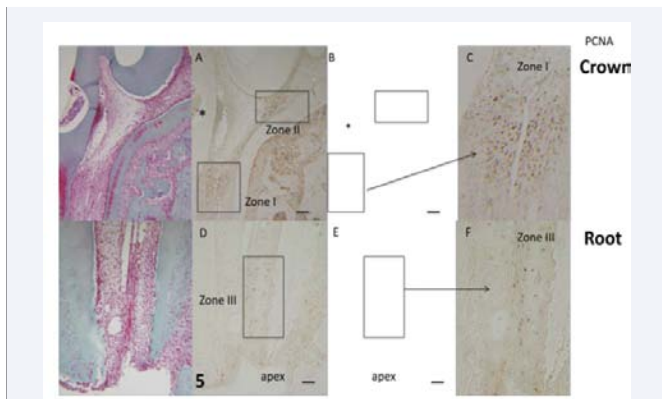 PCNA
A
B
C
Zone I
Crown
*
Zone II
*
Zone I
D
E
F
Zone III
Root
Zone III
5
apex
apex